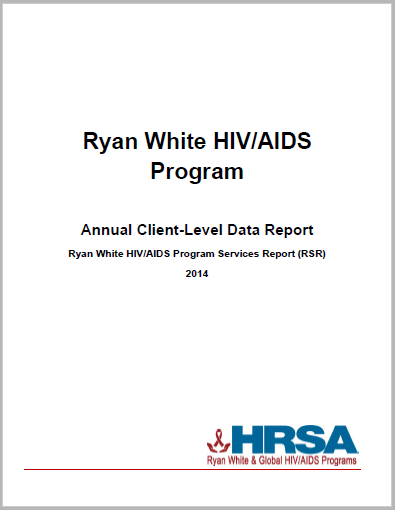 Ryan White HIV/AIDS
Program
Annual Client-Level Data Report
Ryan White HIV/AIDS Program Services Report (RSR)
2014
HRSA
Ryan White & Global HIV/AIDS Programs